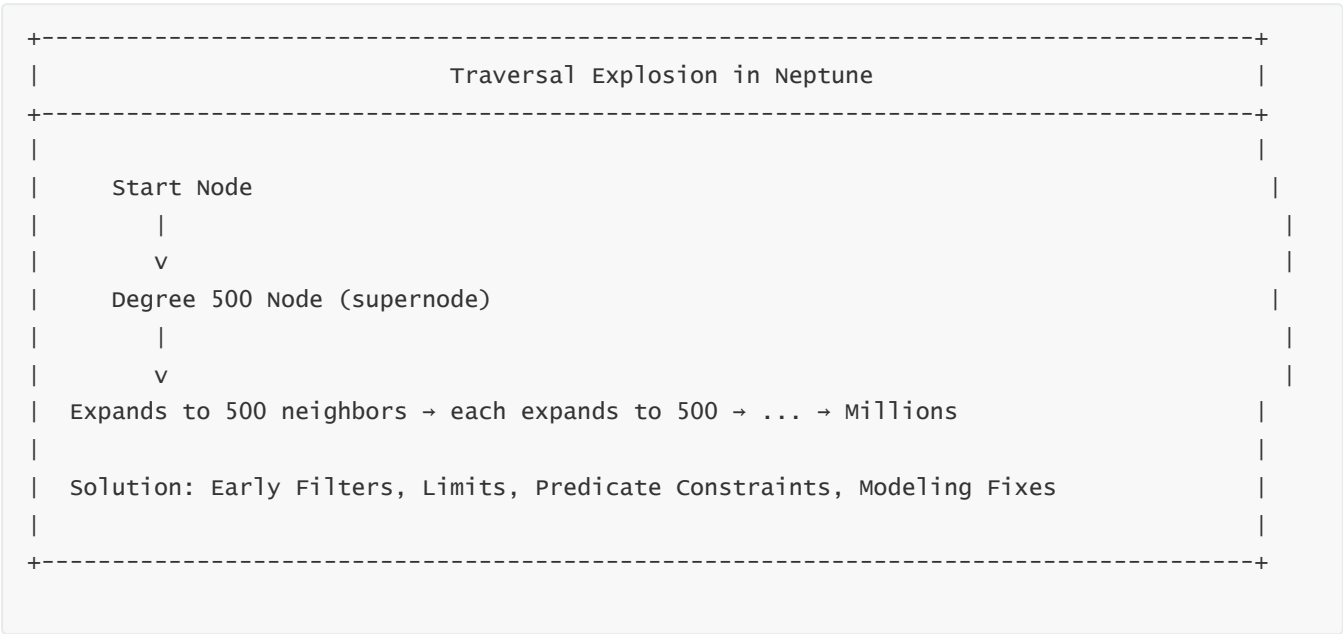 +--------------------------------------------------------------------------------------+
|                             Traversal Explosion in Neptune                           |
+--------------------------------------------------------------------------------------+
|                                                                                      |
|     Start Node                                                                        |
|        |                                                                               |
|        v                                                                               |
|     Degree 500 Node (supernode)                                                       |
|        |                                                                               |
|        v                                                                               |
|  Expands to 500 neighbors → each expands to 500 → ... → Millions                     |
|                                                                                      |
|  Solution: Early Filters, Limits, Predicate Constraints, Modeling Fixes              |
|                                                                                      |
+--------------------------------------------------------------------------------------+